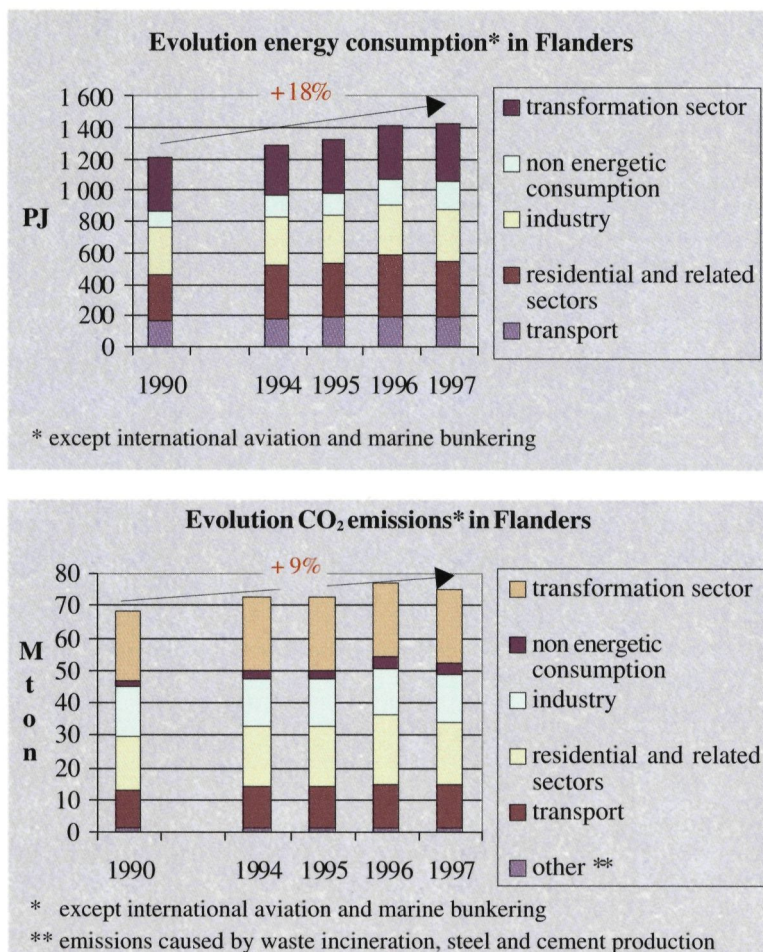 Evolution energy consumption* in Flanders
+18%
1 600
1 400
1 200
1 000
800
600
400
200
0
PJ
1990
1994
1995
1996
1997
transformation sector
non energetic
consumption
industry
residential and related
sectors
transport
* except international aviation and marine bunkering
Evolution CO₂ emissions* in Flanders
+ 9%
80
70
60
50
40
30
20
10
0
M
t
o
n
1990
1994
1995
1996
1997
transformation sector
non energetic
consumption
industry
residential and related
sectors
transport
other **
* except international aviation and marine bunkering
** emissions caused by waste incineration, steel and cement production